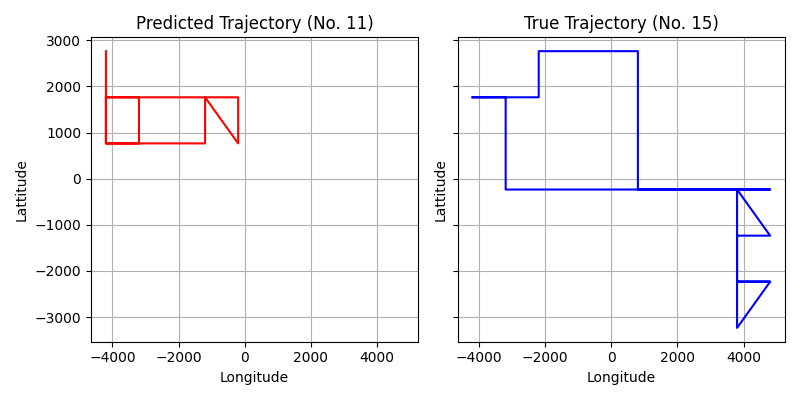 Predicted Trajectory (No. 11)
True Trajectory (No. 15)
3000
2000
1000
0
−1000
−2000
−3000
Lattitude
Lattitude
−4000 −2000 0 2000 4000
−4000 −2000 0 2000 4000
Longitude
Longitude